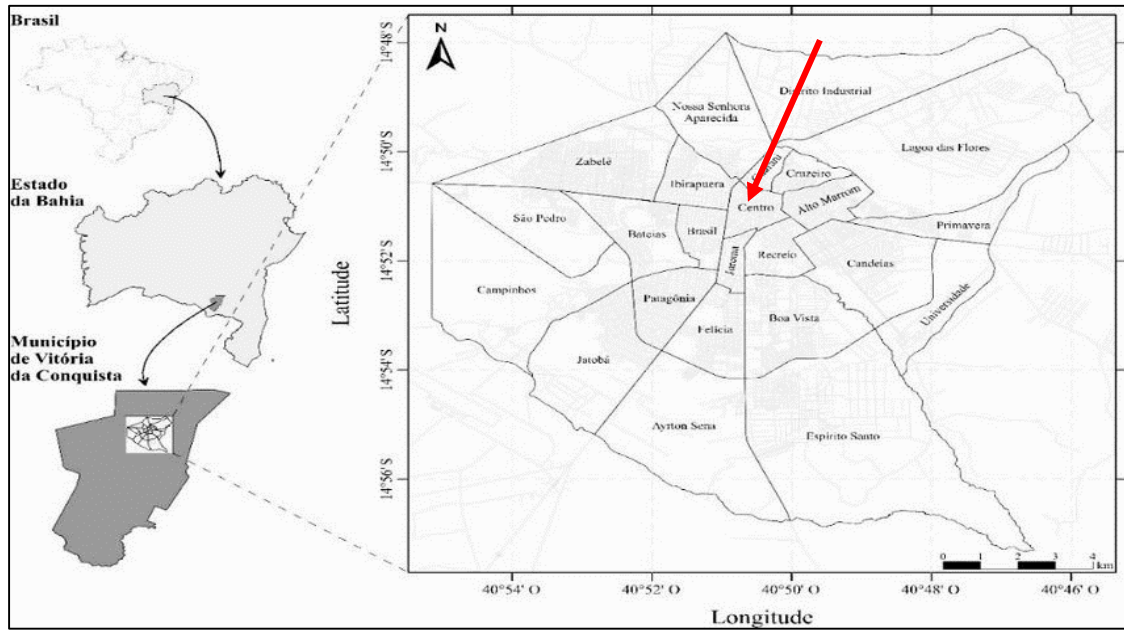 Brasil
Estado
da Bahia
Município
de Vitória
da Conquista
Latitude
14°48' S
14°50' S
14°52' S
14°54' S
14°56' S
N
Distrito Industrial
Nossa Senhora
Aparecida
Lagoa das Flores
Zabelê
Cruzeiro
Ibirapuera
Alto Marrom
Centro
São Pedro
Primavera
Bateias
Brasil
Jurema
Recreio
Candeias
Campinhos
Universidade
Patagônia
Felícia
Boa Vista
Jatobá
Ayrton Sena
Espírito Santo
0 1 2 3 4
km
40°54' O
40°52' O
40°50' O
40°48' O
40°46' O
Longitude